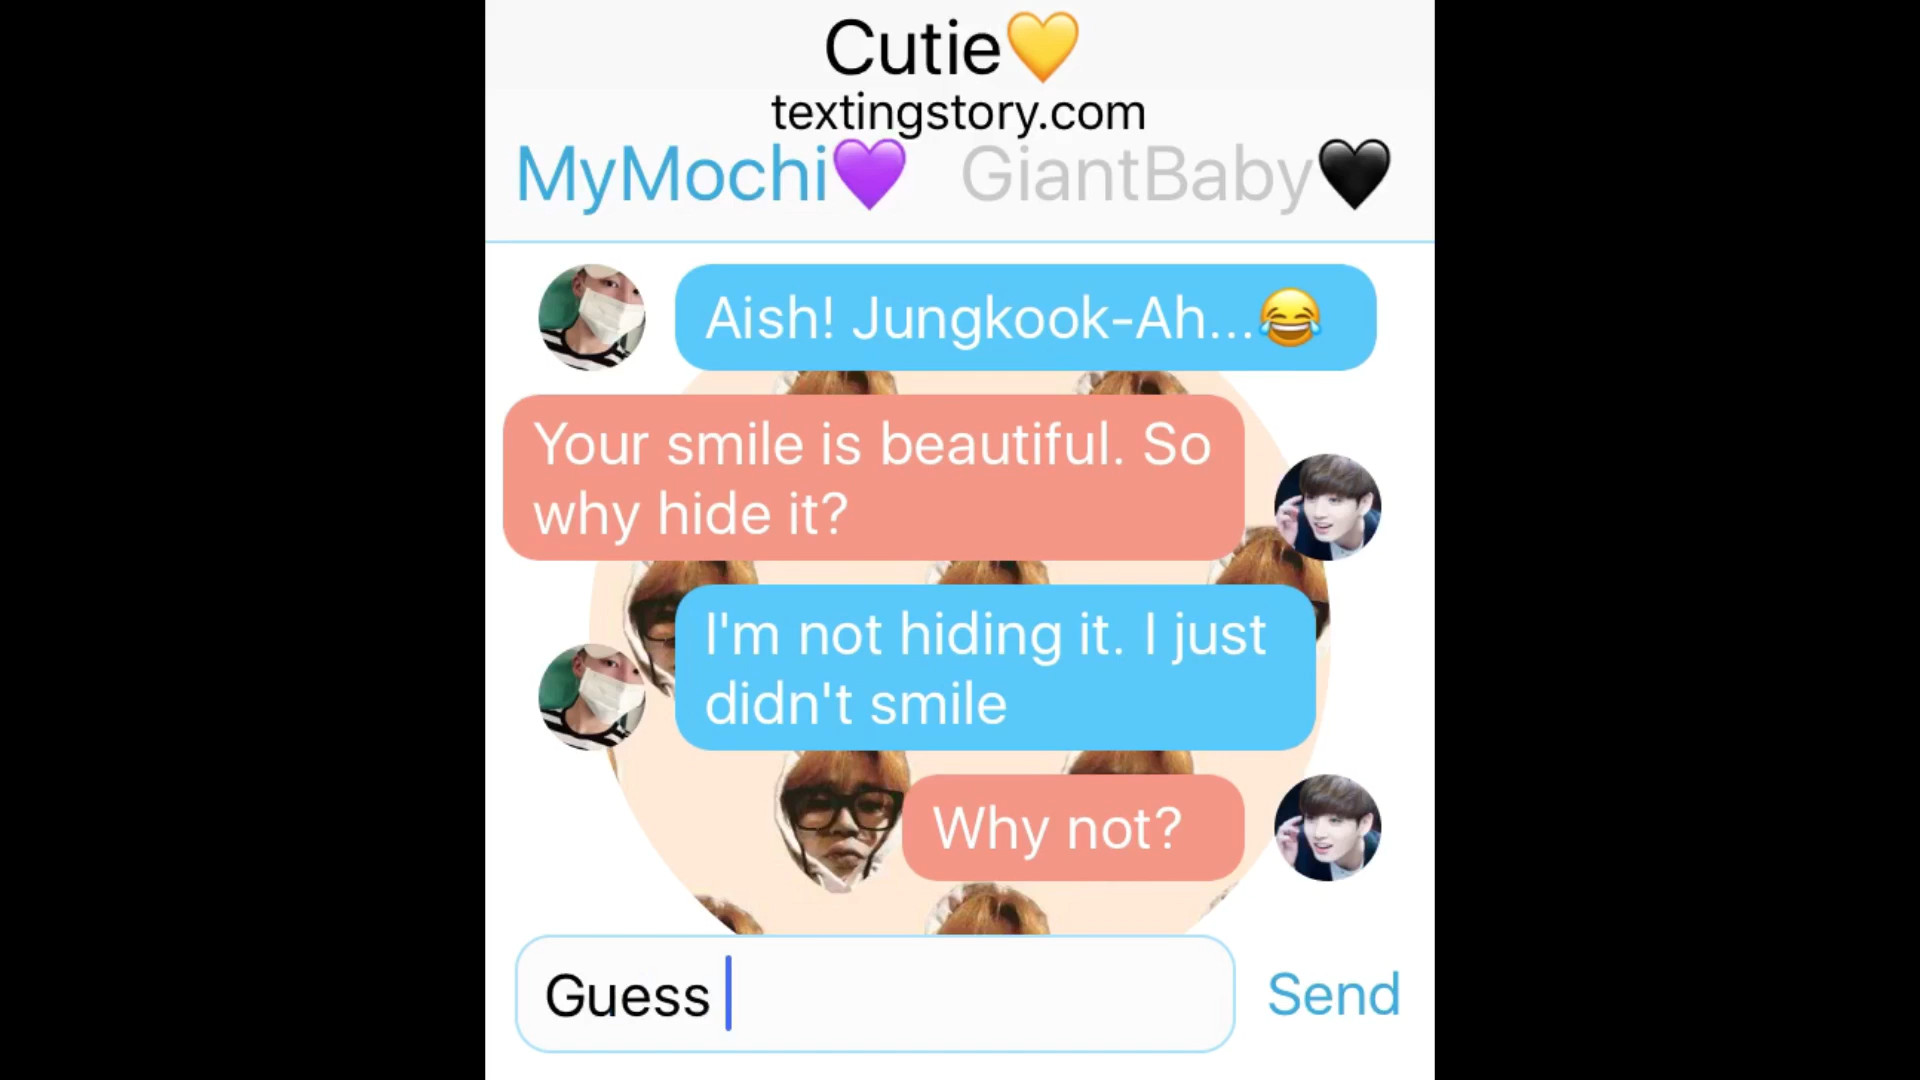 Cutie💛
textingstory.com
MyMochi💜 GiantBaby🖤
Aish! Jungkook-Ah...😂
Your smile is beautiful. So
why hide it?
I'm not hiding it. I just
didn't smile
Why not?
Guess
Send